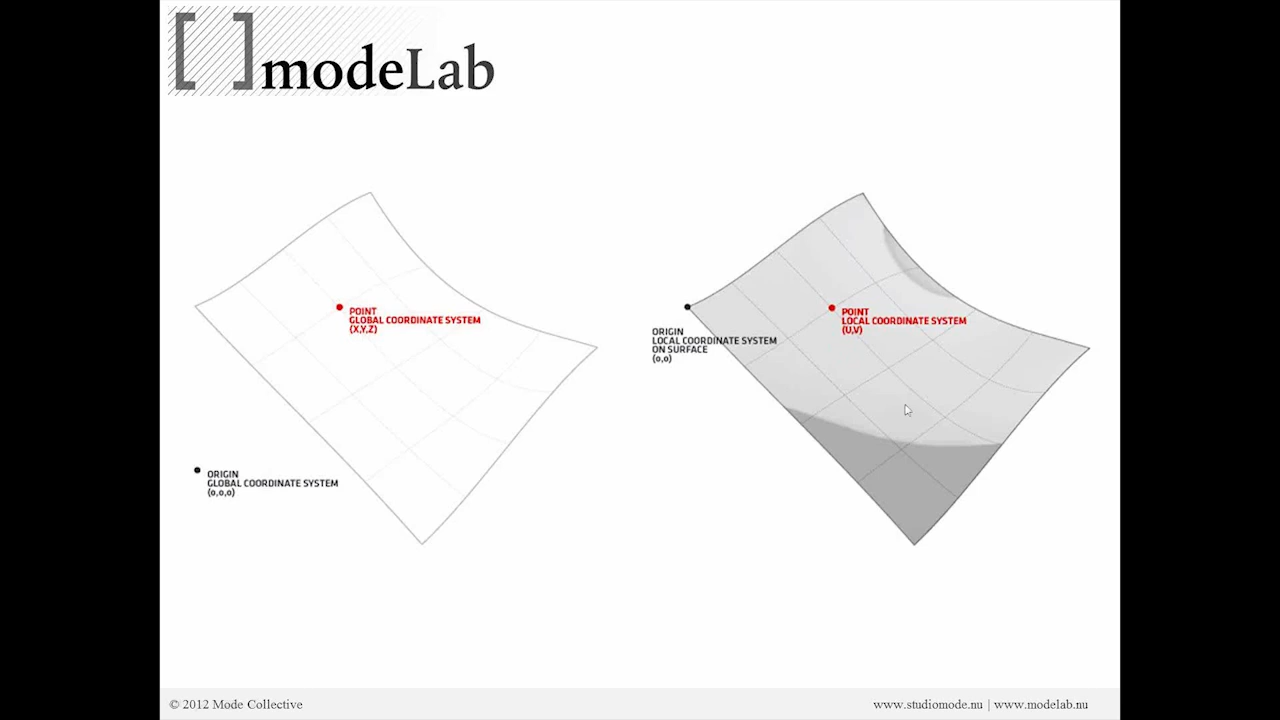 [ ]modeLab
POINT
GLOBAL COORDINATE SYSTEM
(X,Y,Z)
ORIGIN
GLOBAL COORDINATE SYSTEM
(0,0,0)
POINT
LOCAL COORDINATE SYSTEM
(U,V)
ORIGIN
LOCAL COORDINATE SYSTEM
ON SURFACE
(0,0)
© 2012 Mode Collective
www.studiomode.nu | www.modelab.nu